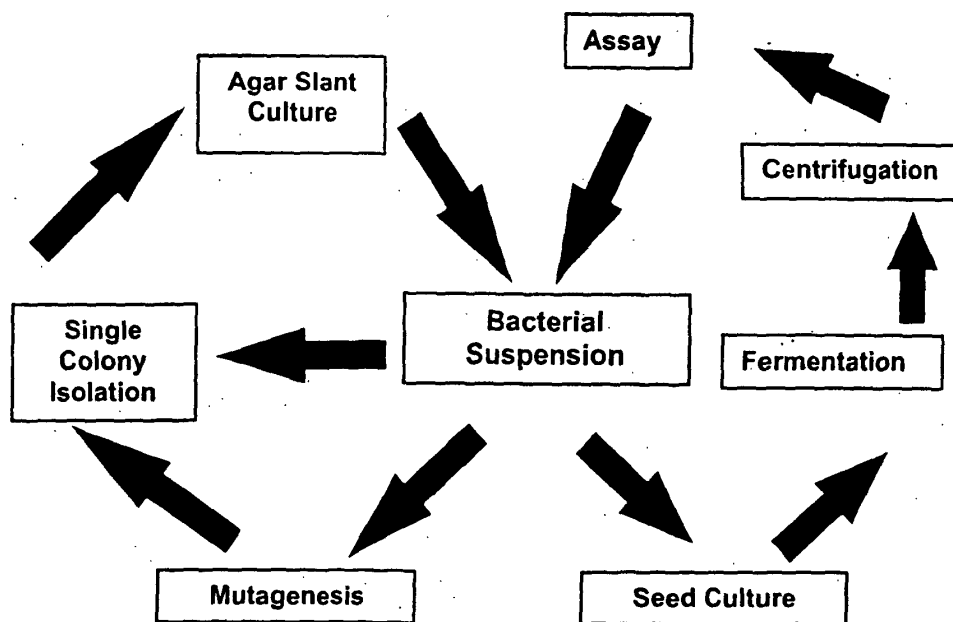 Assay
Agar Slant
Culture
Centrifugation
Single
Colony
Isolation
Bacterial
Suspension
Fermentation
Mutagenesis
Seed Culture